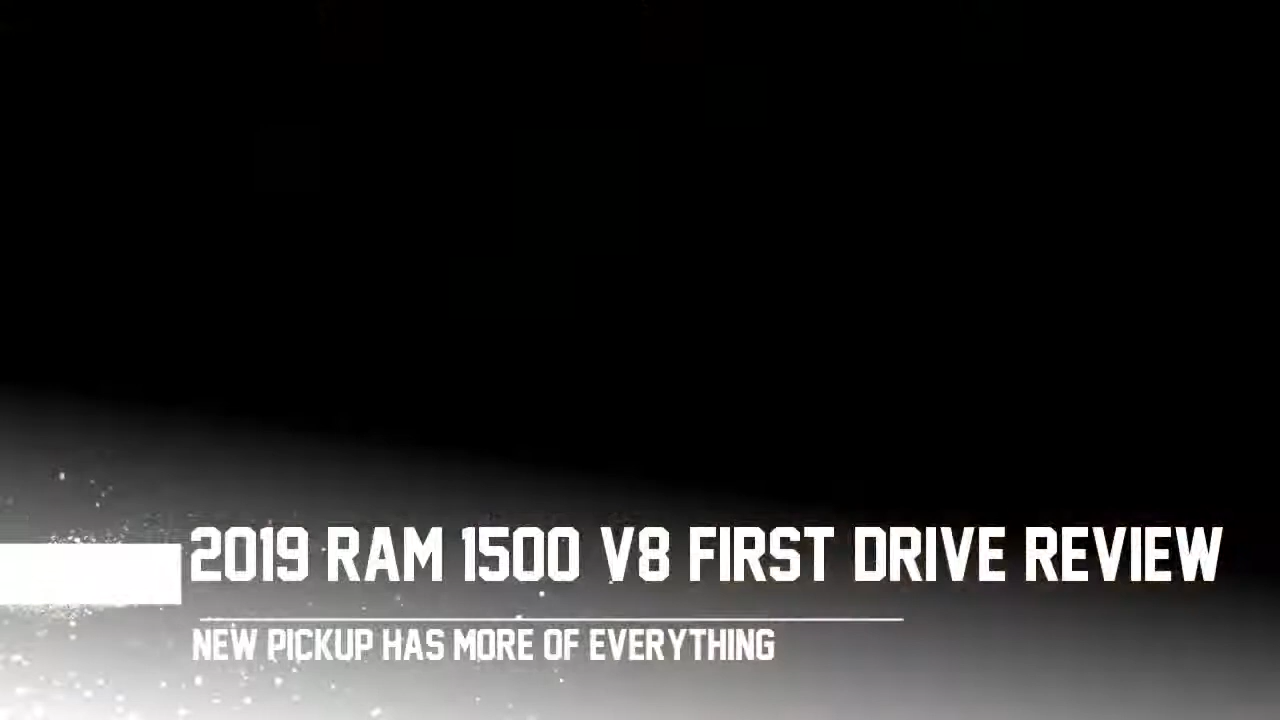 2019 RAM 1500 V8 FIRST DRIVE REVIEW
NEW PICKUP HAS MORE OF EVERYTHING